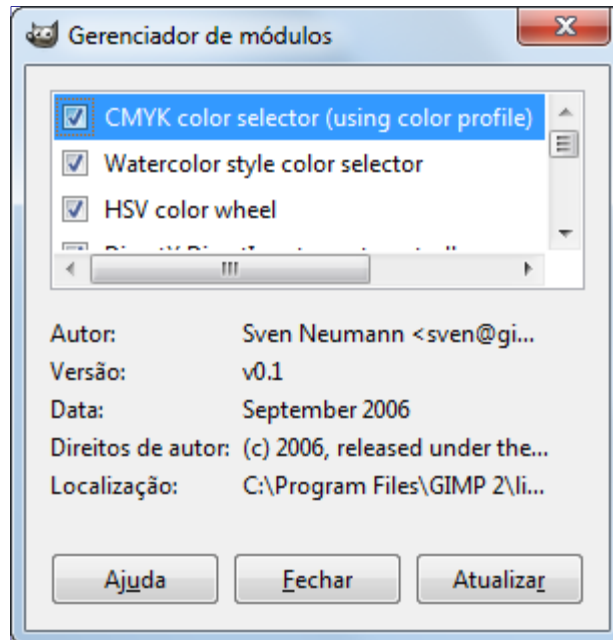 Gerenciador de módulos
CMYK color selector (using color profile)
Watercolor style color selector
HSV color wheel
Autor: Sven Neumann <sven@gi...
Versão: v0.1
Data: September 2006
Direitos de autor: (c) 2006, released under the...
Localização: C:\Program Files\GIMP 2\li...
Ajuda Fechar Atualizar